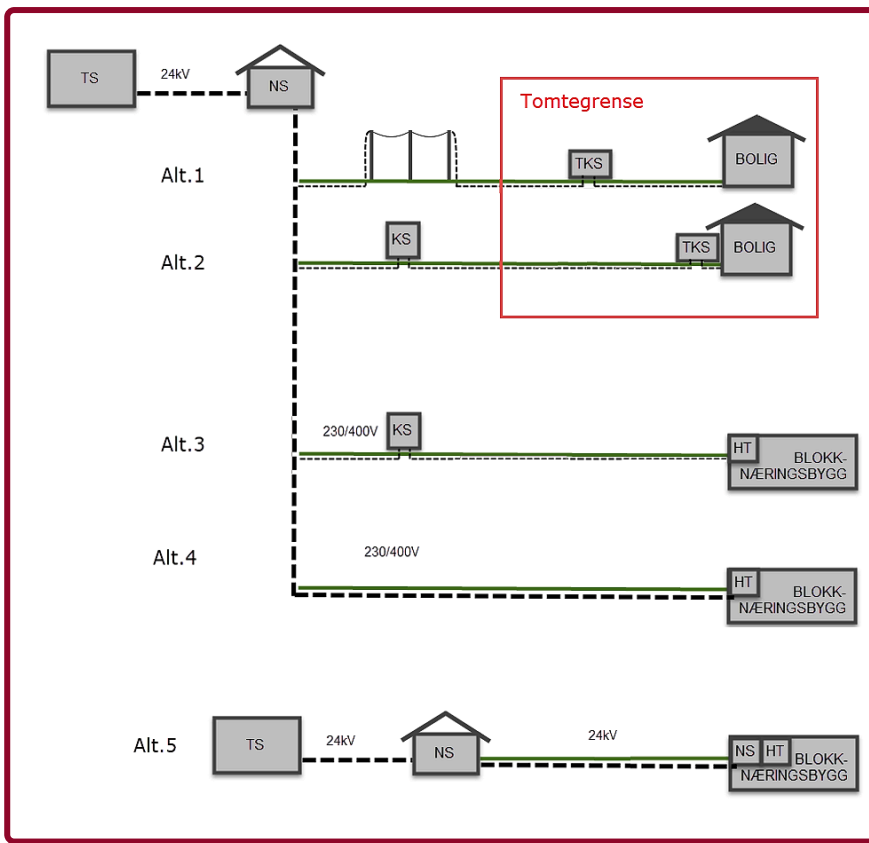 TS
24kV
NS
Tomtegrense
Alt.1
TKS
BOLIG
Alt.2
KS
TKS
BOLIG
Alt.3
230/400V
KS
HT
BLOKK-
NÆRINGSBYGG
Alt.4
230/400V
HT
BLOKK-
NÆRINGSBYGG
Alt.5
TS
24kV
NS
24kV
NS HT
BLOKK-
NÆRINGSBYGG